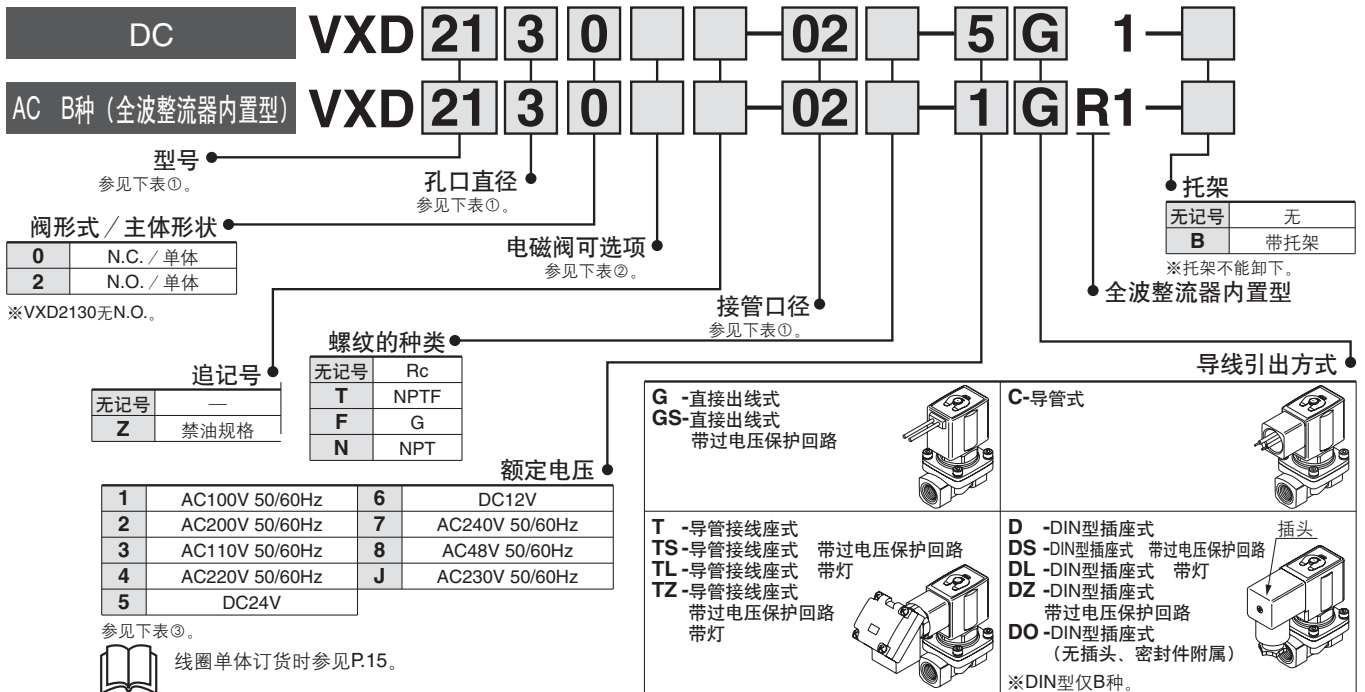 DC VXD 21 3 0 — 02 — 5 G 1 —
AC B种（全波整流器内置型） VXD 21 3 0 — 02 — 1 G R1 —
型号
参见下表①。
孔口直径
参见下表①。
阀形式／主体形状
0 N.C.／单体
2 N.O.／单体
※VXD2130无N.O.。
电磁阀可选项
参见下表②。
托架
无记号 无
B 带托架
※托架不能卸下。
全波整流器内置型
接管口径
参见下表①。
追记号
无记号 —
Z 禁油规格
螺纹的种类
无记号 Rc
T NPTF
F G
N NPT
额定电压
1 AC100V 50/60Hz 6 DC12V
2 AC200V 50/60Hz 7 AC240V 50/60Hz
3 AC110V 50/60Hz 8 AC48V 50/60Hz
4 AC220V 50/60Hz J AC230V 50/60Hz
5 DC24V
参见下表③。
线圈单体订货时参见P.15。
导线引出方式
G -直接出线式
GS-直接出线式
带过电压保护回路
C-导管式
T -导管接线座式
TS-导管接线座式 带过电压保护回路
TL-导管接线座式 带灯
TZ-导管接线座式
带过电压保护回路
带灯
D -DIN型插座式
DS -DIN型插座式 带过电压保护回路
DL -DIN型插座式 带灯
DZ -DIN型插座式
带过电压保护回路
DO -DIN型插座式
（无插头、密封件附属）
插头
※DIN型仅B种。